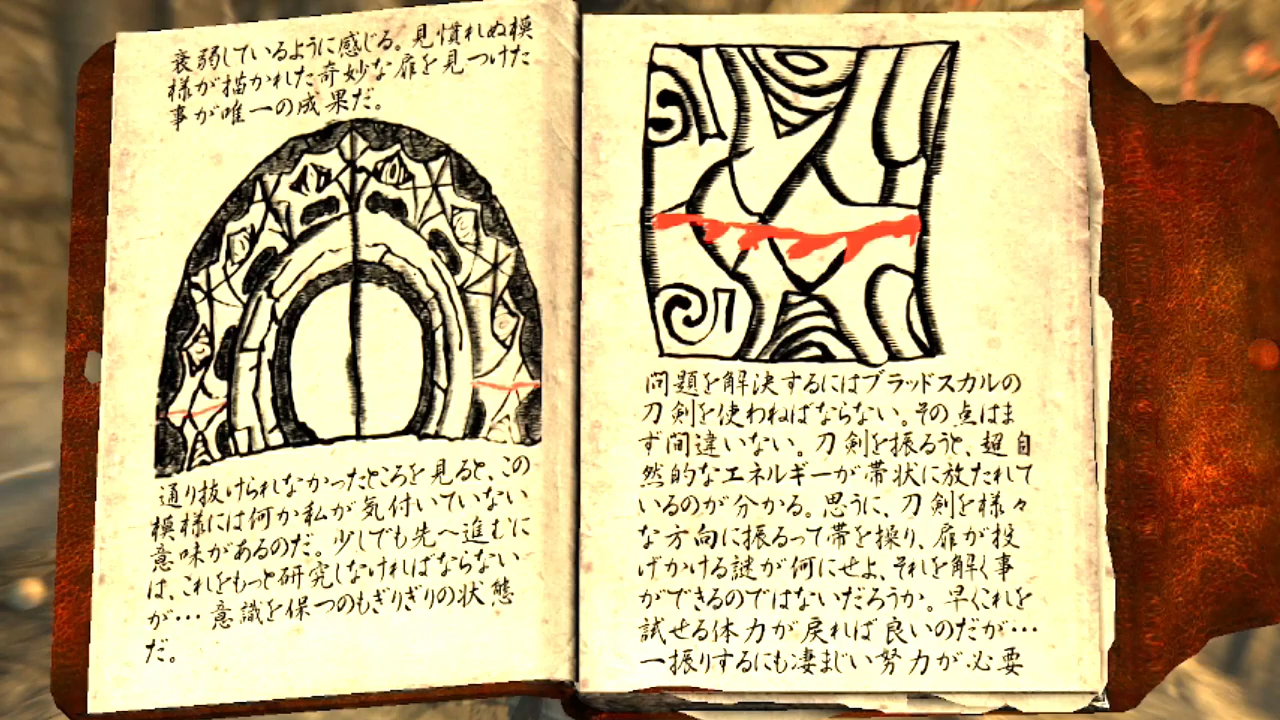 衰弱しているように感じる。見慣れぬ模
様が描かれた奇妙な扉を見つけた
事が唯一の成果だ。
通り抜けられなかったところを見ると、この
模様には何か私が気付いていない
意味があるのだ。少しでも先へ進むに
は、これをもっと研究しなければならない
が…意識を保つのもぎりぎりの状態
だ。
問題を解決するにはブラッドスカルの
刀剣を使わねばならない。その点はま
ず間違いない。刀剣を振るうと、超自
然的なエネルギーが帯状に放たれて
いるのが分かる。思うに、刀剣を様々
な方向に振るって帯を操り、扉が投
げかける謎が何にせよ、それを解く事
ができるのではないだろうか。早くこれを
試せる体力が戻れば良いのだが…
一振りするにも凄まじい努力が必要